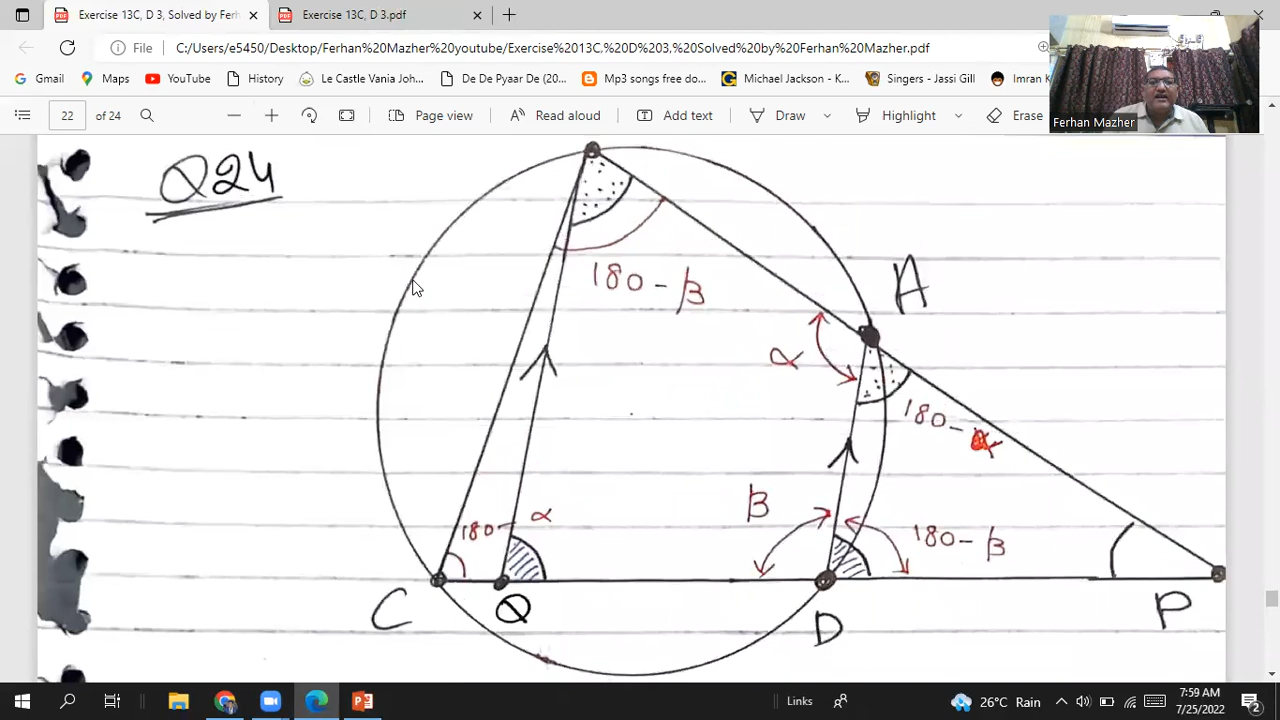 Exercise 13C, D 3, Solved by Ferh
Exercise 13C, D 3.pdf
File
C:/Users/e5450/Desktop/Ferhan%20Mazher%20youtube/Exercise%2013C,%20D%203,%20Solved%20by%20Ferhan%20Mazher.pdf
Gmail
Maps
YouTube
History
Le Castle Vania Joh...
De De Pyaar De (20...
Mp3 songs free do...
Michael Jackson - K...
Singers - Jassi Gill
Imran K
22 of 24
Page view
Read aloud
Add text
Draw
Highlight
Erase
Ferhan Mazher
Q24
180 - β
A
α
180 - α
β
180 - α
180 - β
C
Q
D
P
Links
26°C Rain
7:59 AM
7/25/2022
2